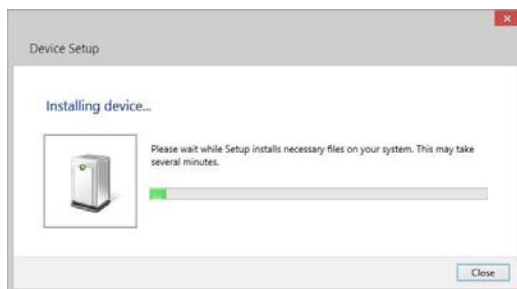 Device Setup
Installing device...
Please wait while Setup installs necessary files on your system. This may take
several minutes.
Close